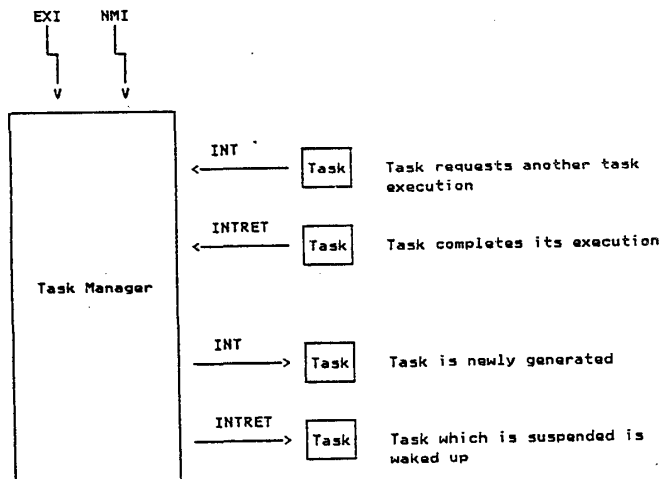 EXI NMI
V V
INT
Task
Task requests another task
execution
INTRET
Task
Task completes its execution
Task Manager
INT
Task
Task is newly generated
INTRET
Task
Task which is suspended is
waked up